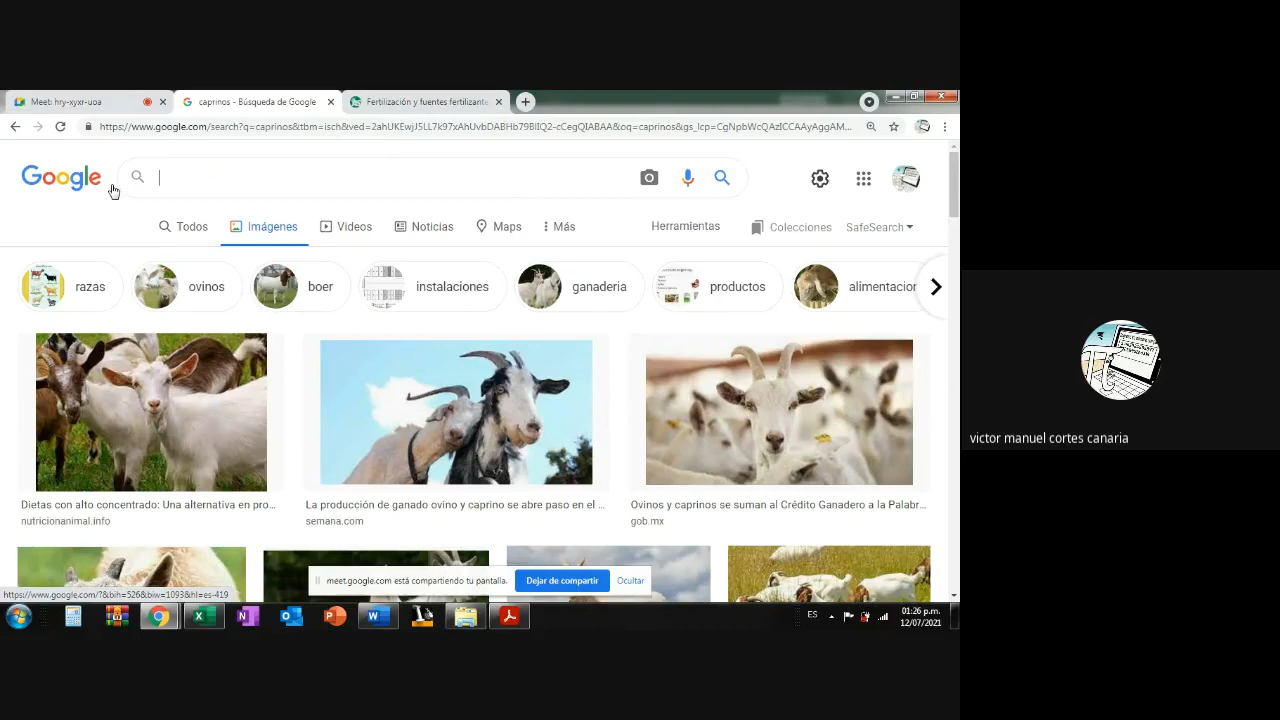 Meet: hry-xyxr-uoa
caprinos - Búsqueda de Google
Fertilización y fuentes fertilizante
https://www.google.com/search?q=caprinos&tbm=isch&ved=2ahUKEwjJ5LL7k97xAhUvbDABHb79BlIQ2-cCegQIABAA&oq=caprinos&gs_lcp=CgNpbWcQAzICCAAyAggAM...
Google
Todos
Imágenes
Videos
Noticias
Maps
Más
Herramientas
Colecciones
SafeSearch
razas
ovinos
boer
instalaciones
ganaderia
productos
alimentacion
victor manuel cortes canaria
Dietas con alto concentrado: Una alternativa en pro...
nutricionanimal.info
La producción de ganado ovino y caprino se abre paso en el ...
semana.com
Ovinos y caprinos se suman al Crédito Ganadero a la Palabr...
gob.mx
meet.google.com está compartiendo tu pantalla.
Dejar de compartir
Ocultar
https://www.google.com/?&bih=526&biw=1093&hl=es-419
ES
01:26 p.m.
12/07/2021